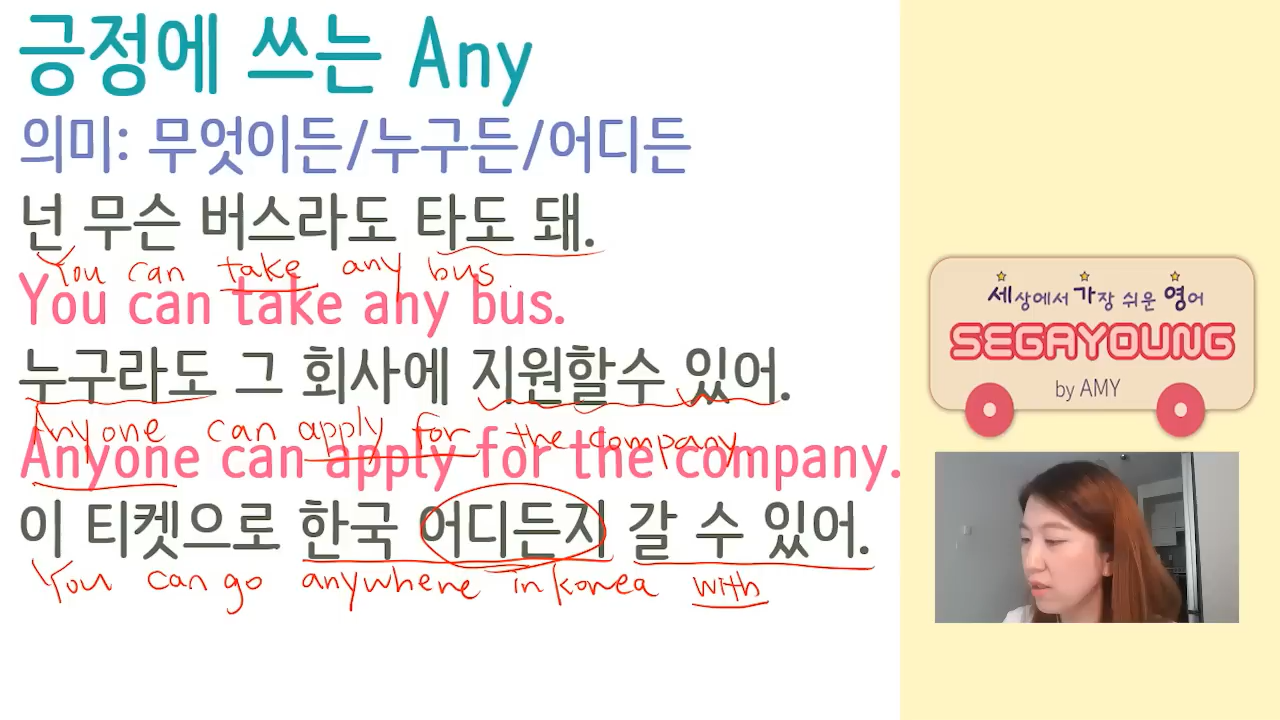 긍정에 쓰는 Any
의미: 무엇이든/누구든/어디든
넌 무슨 버스라도 타도 돼.
You can take any bus
You can take any bus.
누구라도 그 회사에 지원할수 있어.
Anyone can apply for the company.
Anyone can apply for the company.
이 티켓으로 한국 어디든지 갈 수 있어.
You can go anywhere in korea with
세상에서 가장 쉬운 영어
SEGAYOUNG
by AMY